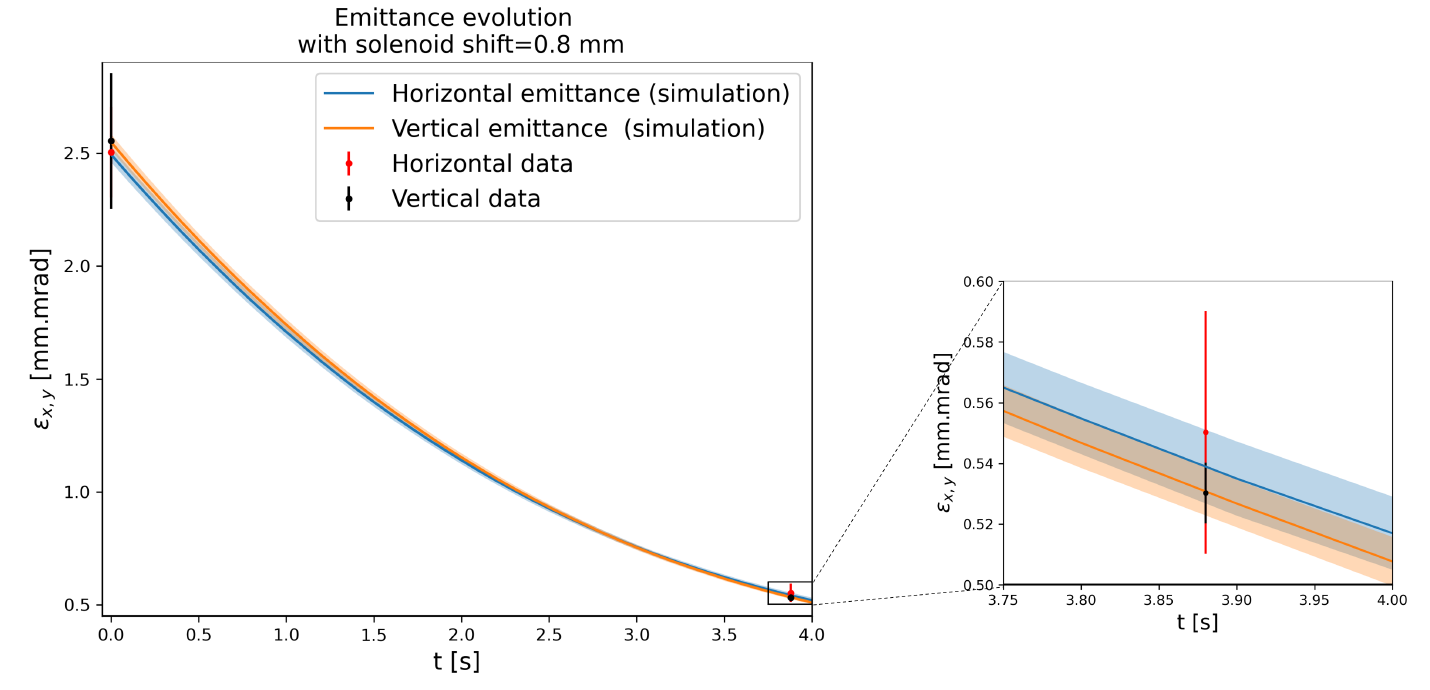 Emittance evolution
with solenoid shift=0.8 mm
Horizontal emittance (simulation)
Vertical emittance  (simulation)
Horizontal data
Vertical data
εx, y [mm.mrad]
2.5
2.0
1.5
1.0
0.5
0.0 0.5 1.0 1.5 2.0 2.5 3.0 3.5 4.0
t [s]
εx, y [mm.mrad]
0.60
0.58
0.56
0.54
0.52
0.50
3.75 3.80 3.85 3.90 3.95 4.00
t [s]